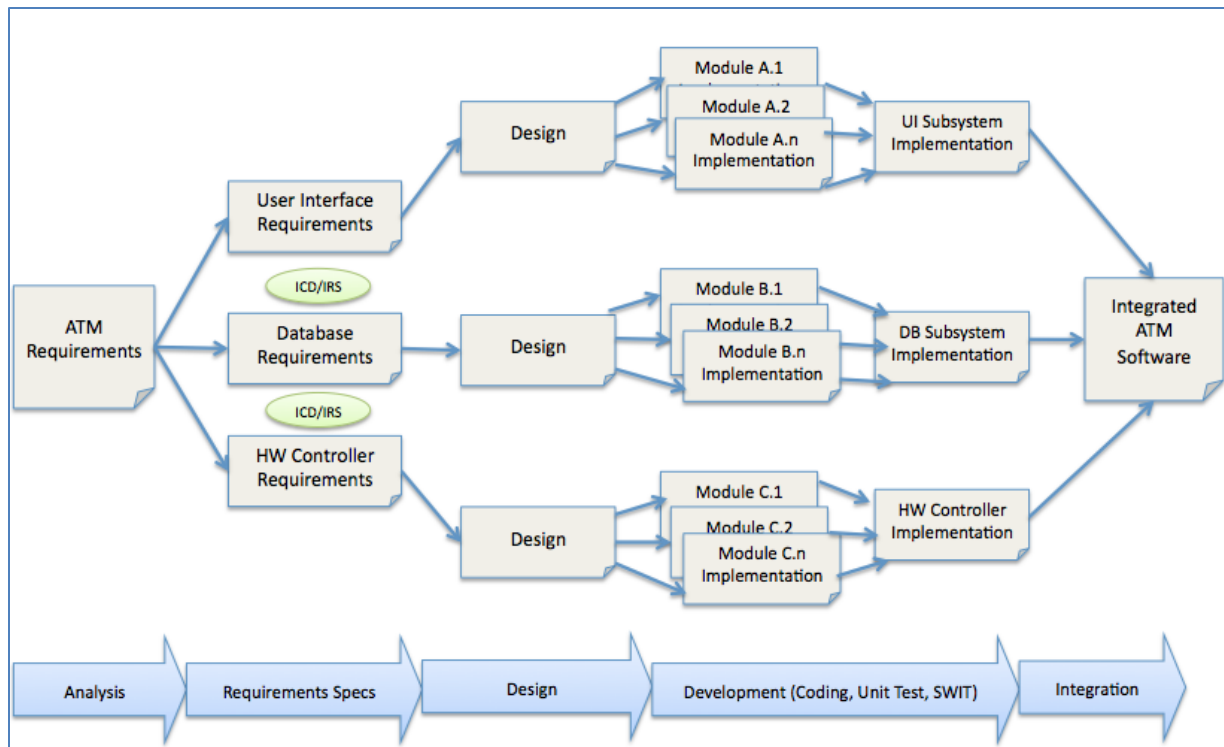 ATM
Requirements
User Interface
Requirements
ICD/IRS
Database
Requirements
ICD/IRS
HW Controller
Requirements
Design
Module A.1
Module A.2
Module A.n
Implementation
UI Subsystem
Implementation
Design
Module B.1
Module B.2
Module B.n
Implementation
DB Subsystem
Implementation
Design
Module C.1
Module C.2
Module C.n
Implementation
HW Controller
Implementation
Integrated
ATM
Software
Analysis
Requirements Specs
Design
Development (Coding, Unit Test, SWIT)
Integration